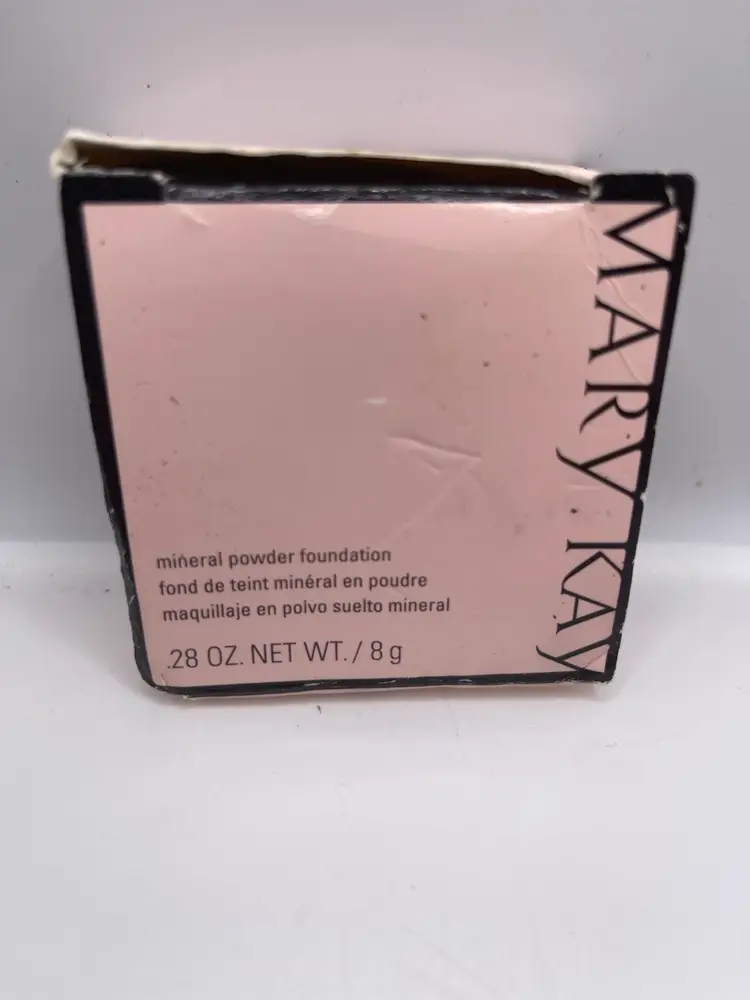 MARY KAY
mineral powder foundation
fond de teint minéral en poudre
maquillaje en polvo suelto mineral
.28 OZ. NET WT. / 8 g